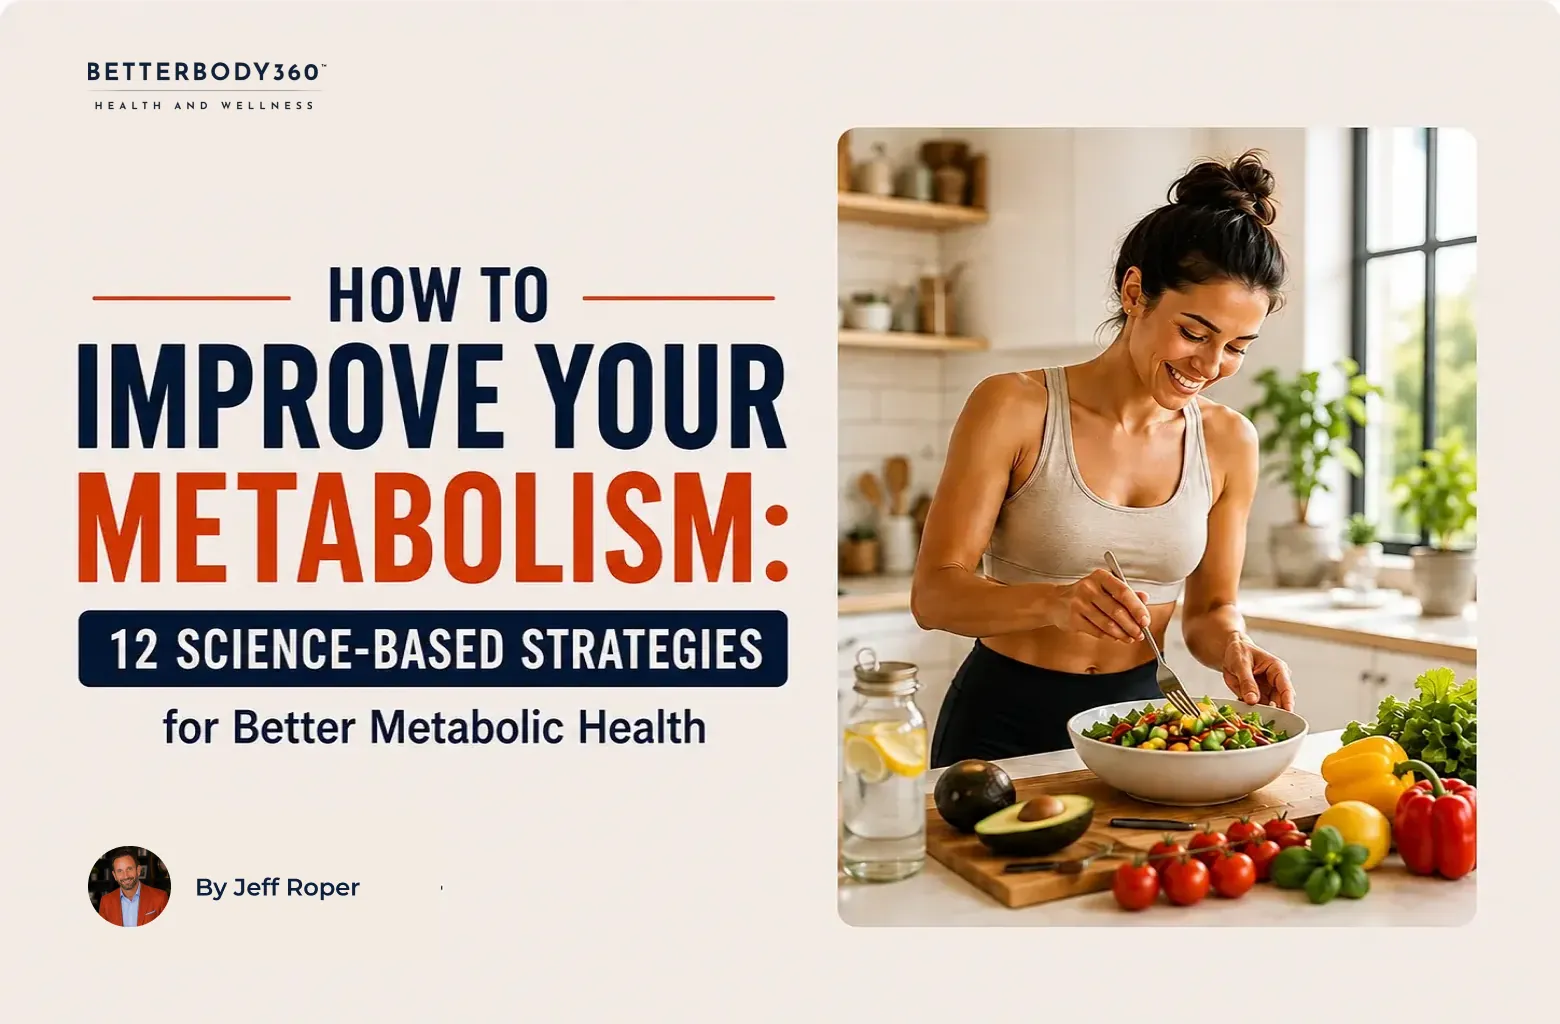 BETTERBODY360™
HEALTH AND WELLNESS
HOW TO
IMPROVE YOUR
METABOLISM:
12 SCIENCE-BASED STRATEGIES
for Better Metabolic Health
By Jeff Roper